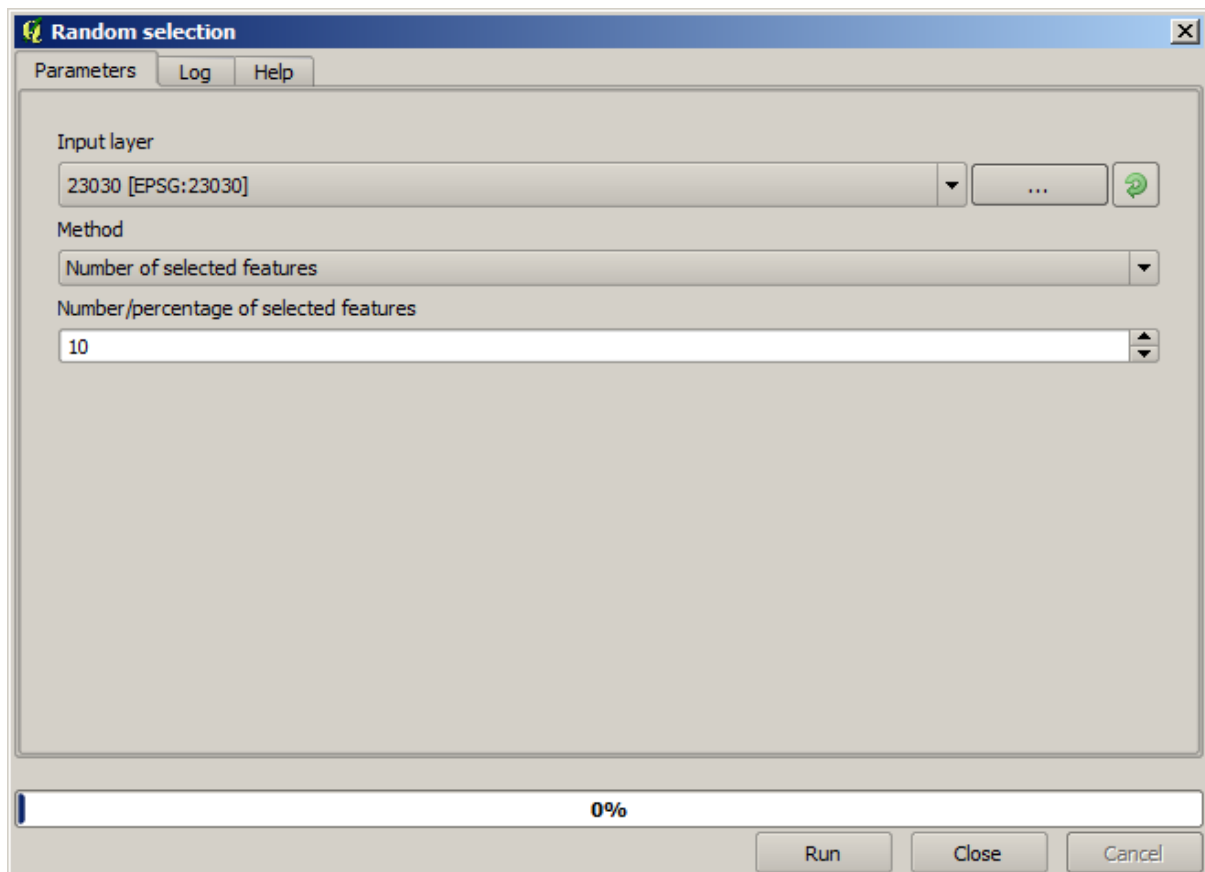 Random selection
Parameters Log Help
Input layer
23030 [EPSG:23030] ...
Method
Number of selected features
Number/percentage of selected features
10
0%
Run Close Cancel